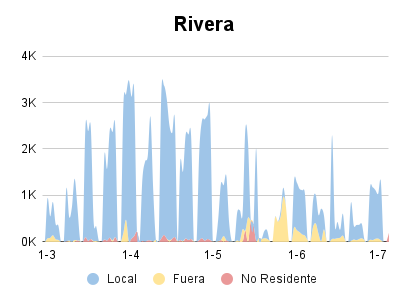 Rivera
4K
3K
2K
1K
0K
1-3 1-4 1-5 1-6 1-7
Local Fuera No Residente